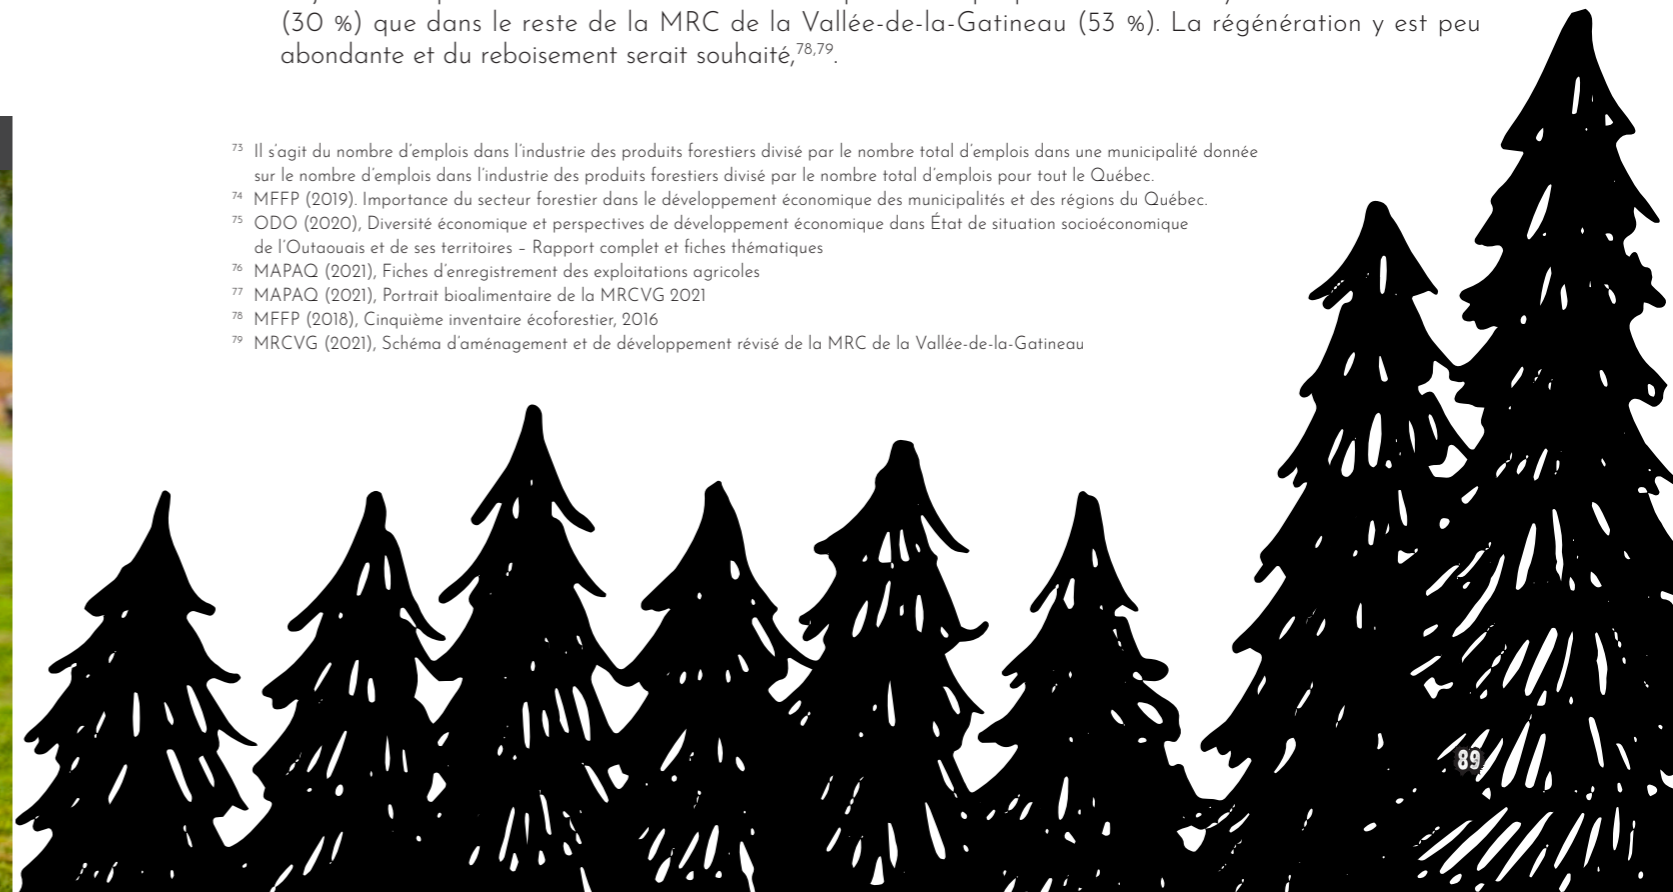 (30 %) que dans le reste de la MRC de la Vallée-de-la-Gatineau (53 %). La régénération y est peu
abondante et du reboisement serait souhaité,78,79.
73 Il s'agit du nombre d'emplois dans l'industrie des produits forestiers divisé par le nombre total d'emplois dans une municipalité donnée
sur le nombre d'emplois dans l'industrie des produits forestiers divisé par le nombre total d'emplois pour tout le Québec.
74 MFFP (2019). Importance du secteur forestier dans le développement économique des municipalités et des régions du Québec.
75 ODO (2020), Diversité économique et perspectives de développement économique dans État de situation socioéconomique
de l'Outaouais et de ses territoires – Rapport complet et fiches thématiques
76 MAPAQ (2021), Fiches d'enregistrement des exploitations agricoles
77 MAPAQ (2021), Portrait bioalimentaire de la MRCVG 2021
78 MFFP (2018), Cinquième inventaire écoforestier, 2016
79 MRCVG (2021), Schéma d'aménagement et de développement révisé de la MRC de la Vallée-de-la-Gatineau
89